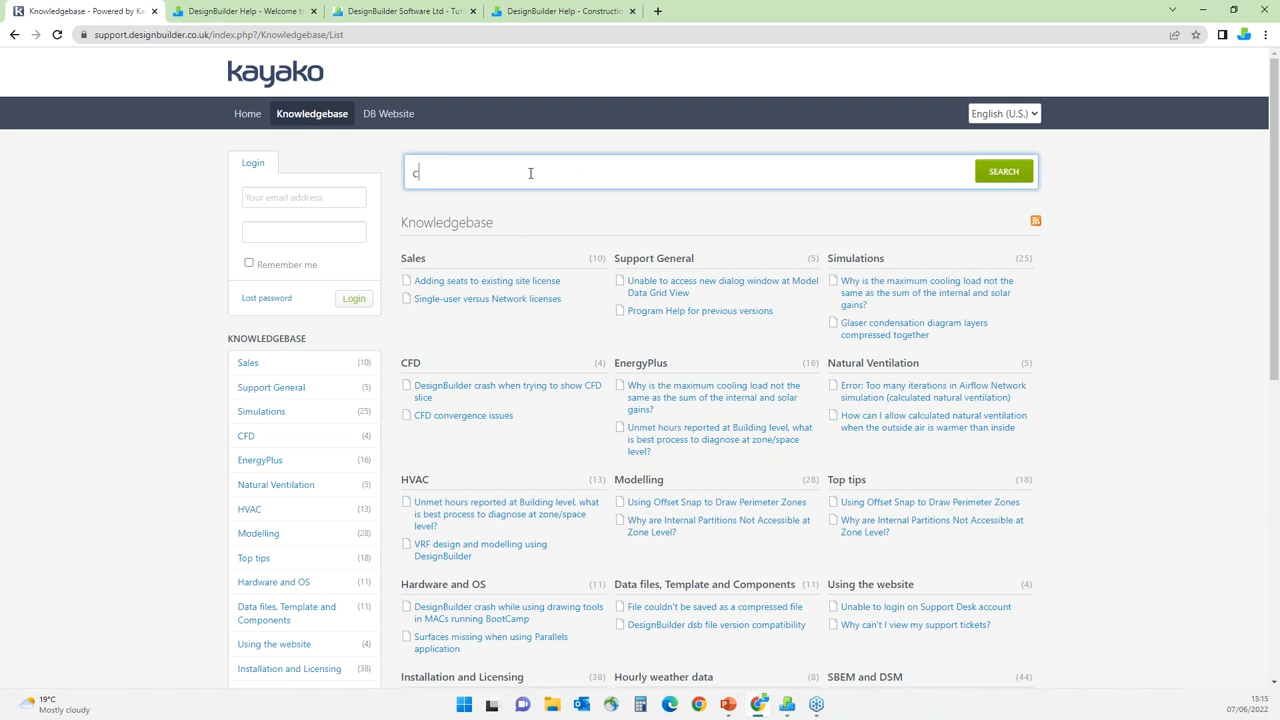 Knowledgebase - Powered by Ka
DesignBuilder Help - Welcome to
DesignBuilder Software Ltd - Tut
DesignBuilder Help - Constructio
support.designbuilder.co.uk/index.php?/Knowledgebase/List
kayako
Home Knowledgebase DB Website
English (U.S.)
Login
Your email address
Remember me
Lost password
Login
KNOWLEDGEBASE
Sales (10)
Support General (5)
Simulations (25)
CFD (4)
EnergyPlus (16)
Natural Ventilation (5)
HVAC (13)
Modelling (28)
Top tips (18)
Hardware and OS (11)
Data files, Template and (11)
Components
Using the website (4)
Installation and Licensing (38)
c
SEARCH
Knowledgebase
Sales (10)
Adding seats to existing site license
Single-user versus Network licenses
Support General (5)
Unable to access new dialog window at Model
Data Grid View
Program Help for previous versions
Simulations (25)
Why is the maximum cooling load not the
same as the sum of the internal and solar
gains?
Glaser condensation diagram layers
compressed together
CFD (4)
DesignBuilder crash when trying to show CFD
slice
CFD convergence issues
EnergyPlus (16)
Why is the maximum cooling load not the
same as the sum of the internal and solar
gains?
Unmet hours reported at Building level, what
is best process to diagnose at zone/space
level?
Natural Ventilation (5)
Error: Too many iterations in Airflow Network
simulation (calculated natural ventilation)
How can I allow calculated natural ventilation
when the outside air is warmer than inside
HVAC (13)
Unmet hours reported at Building level, what
is best process to diagnose at zone/space
level?
VRF design and modelling using
DesignBuilder
Modelling (28)
Using Offset Snap to Draw Perimeter Zones
Why are Internal Partitions Not Accessible at
Zone Level?
Top tips (18)
Using Offset Snap to Draw Perimeter Zones
Why are Internal Partitions Not Accessible at
Zone Level?
Hardware and OS (11)
DesignBuilder crash while using drawing tools
in MACs running BootCamp
Surfaces missing when using Parallels
application
Data files, Template and Components (11)
File couldn't be saved as a compressed file
DesignBuilder dsb file version compatibility
Using the website (4)
Unable to login on Support Desk account
Why can't I view my support tickets?
Installation and Licensing (38)
Hourly weather data (8)
SBEM and DSM (44)
19°C
Mostly cloudy
15:15
07/06/2022